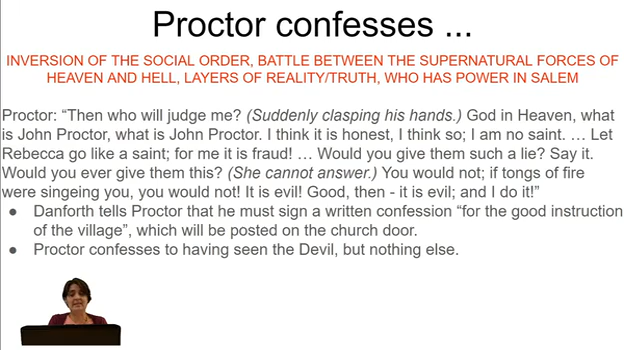 Proctor confesses ...
INVERSION OF THE SOCIAL ORDER, BATTLE BETWEEN THE SUPERNATURAL FORCES OF
HEAVEN AND HELL, LAYERS OF REALITY/TRUTH, WHO HAS POWER IN SALEM
Proctor: “Then who will judge me? (Suddenly clasping his hands.) God in Heaven, what
is John Proctor, what is John Proctor. I think it is honest, I think so; I am no saint. … Let
Rebecca go like a saint; for me it is fraud! … Would you give them such a lie? Say it.
Would you ever give them this? (She cannot answer.) You would not; if tongs of fire
were singeing you, you would not! It is evil! Good, then - it is evil; and I do it!”
● Danforth tells Proctor that he must sign a written confession “for the good instruction
of the village”, which will be posted on the church door.
● Proctor confesses to having seen the Devil, but nothing else.